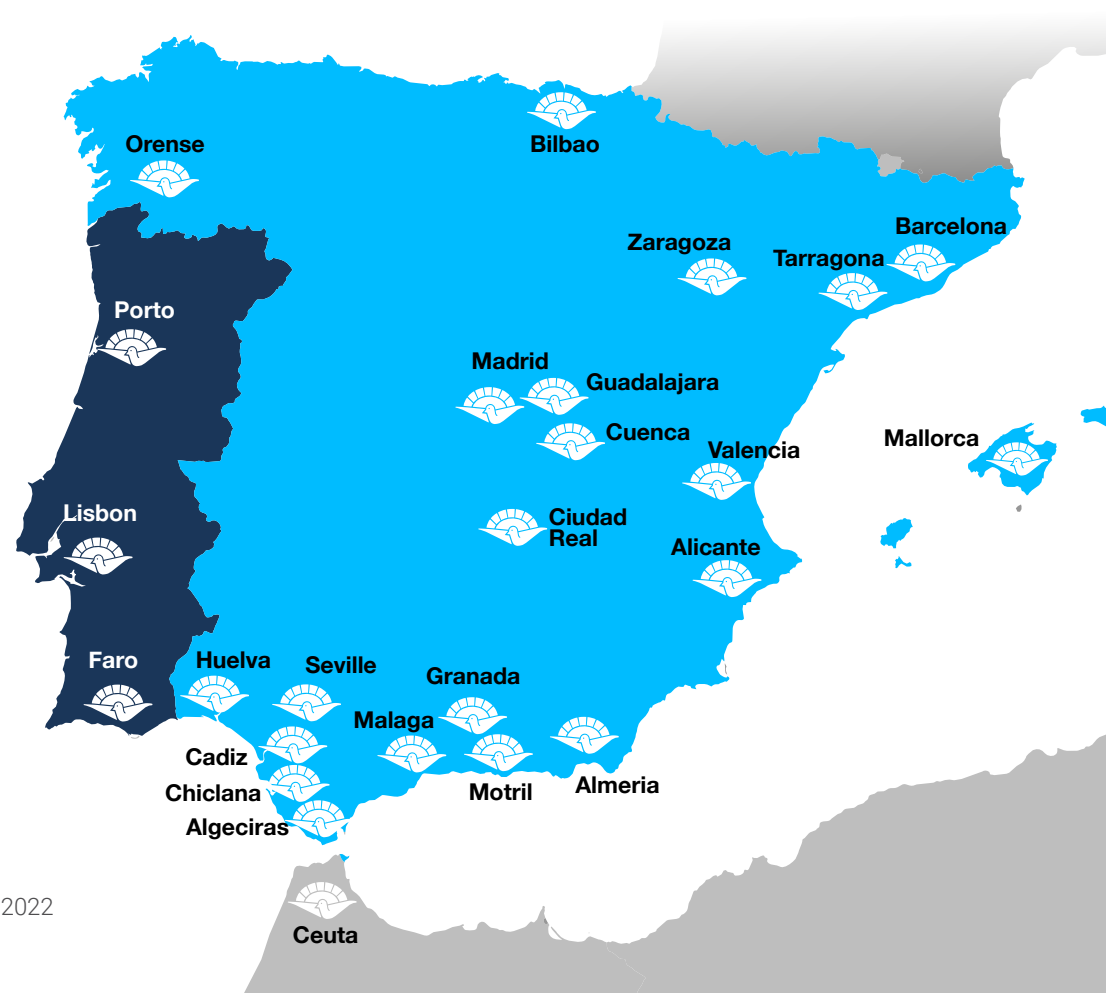 Orense
Bilbao
Barcelona
Zaragoza
Tarragona
Porto
Madrid
Guadalajara
Cuenca
Mallorca
Valencia
Lisbon
Ciudad
Real
Alicante
Faro
Huelva
Seville
Granada
Malaga
Cadiz
Almeria
Motril
Chiclana
Algeciras
2022
Ceuta